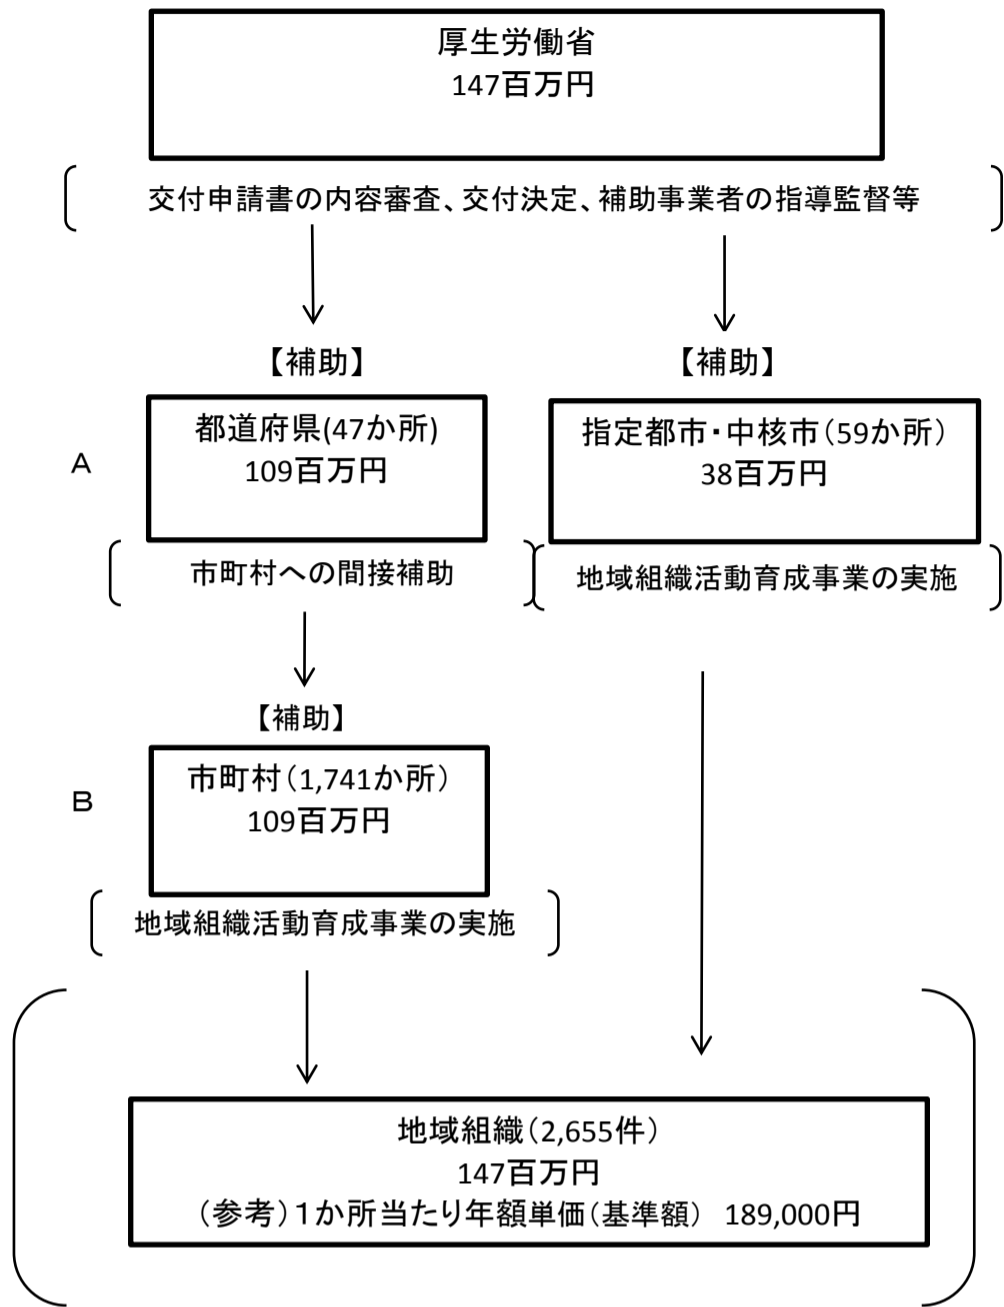 厚生労働省
147百万円
交付申請書の内容審査、交付決定、補助事業者の指導監督等
【補助】
【補助】
A
都道府県(47か所)
109百万円
指定都市・中核市（59か所）
38百万円
市町村への間接補助
地域組織活動育成事業の実施
【補助】
B
市町村（1,741か所）
109百万円
地域組織活動育成事業の実施
地域組織（2,655件）
147百万円
（参考）１か所当たり年額単価（基準額） 189,000円